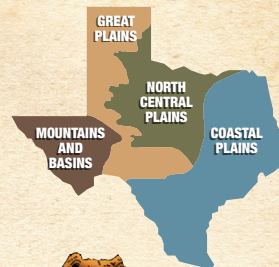 GREAT
PLAINS
NORTH
CENTRAL
PLAINS
MOUNTAINS
AND
BASINS
COASTAL
PLAINS